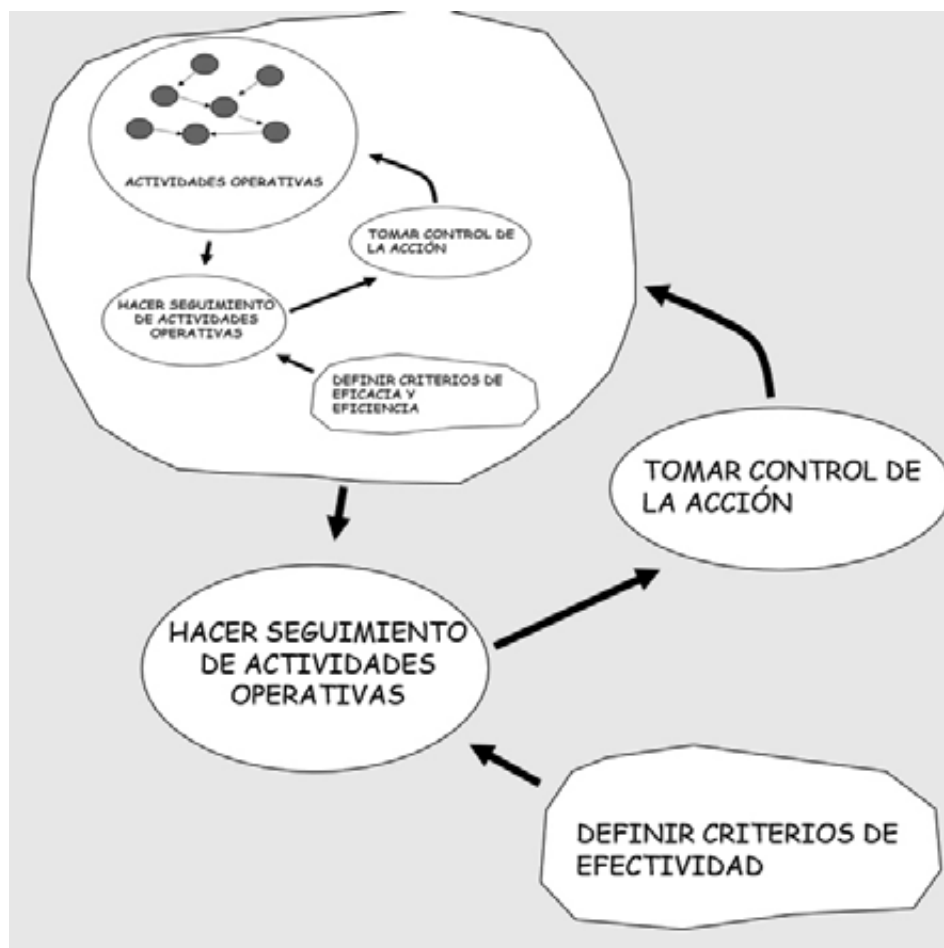 ACTIVIDADES OPERATIVAS
TOMAR CONTROL DE
LA ACCIÓN
HACER SEGUIMIENTO
DE ACTIVIDADES
OPERATIVAS
DEFINIR CRITERIOS DE
EFICACIA Y
EFICIENCIA
TOMAR CONTROL DE
LA ACCIÓN
HACER SEGUIMIENTO
DE ACTIVIDADES
OPERATIVAS
DEFINIR CRITERIOS DE
EFECTIVIDAD